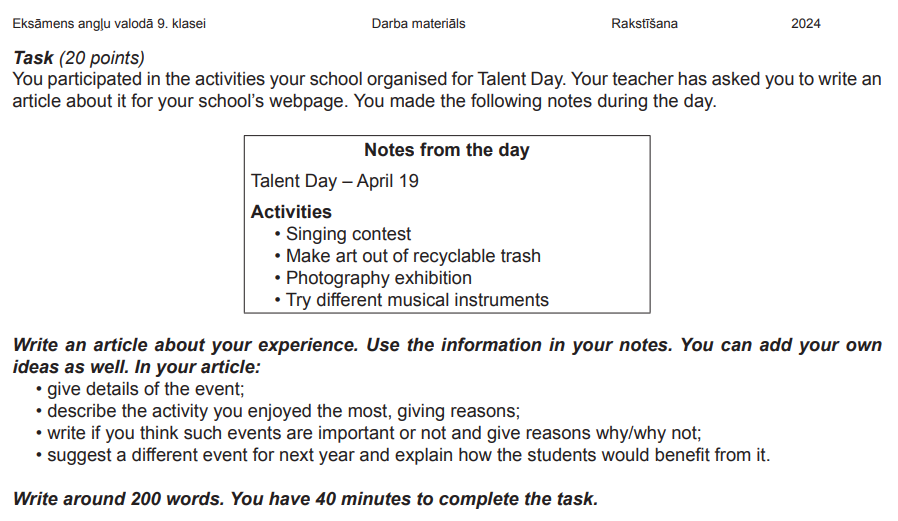 Eksāmens angļu valodā 9. klasei Darba materiāls Rakstīšana 2024
Task (20 points)
You participated in the activities your school organised for Talent Day. Your teacher has asked you to write an
article about it for your school’s webpage. You made the following notes during the day.
Notes from the day
Talent Day – April 19
Activities
• Singing contest
• Make art out of recyclable trash
• Photography exhibition
• Try different musical instruments
Write an article about your experience. Use the information in your notes. You can add your own
ideas as well. In your article:
• give details of the event;
• describe the activity you enjoyed the most, giving reasons;
• write if you think such events are important or not and give reasons why/why not;
• suggest a different event for next year and explain how the students would benefit from it.
Write around 200 words. You have 40 minutes to complete the task.